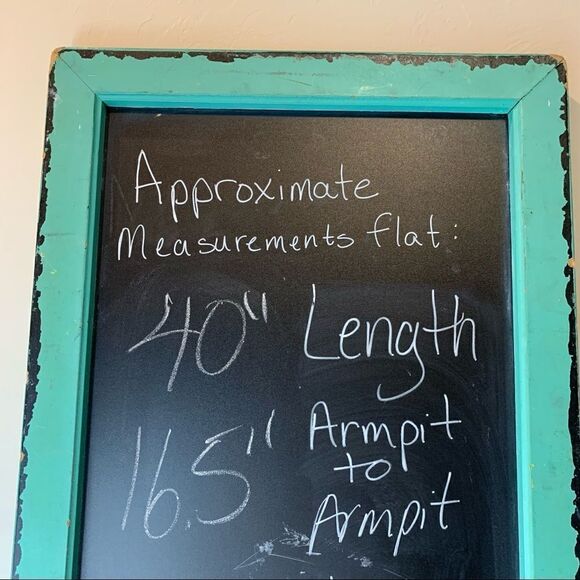 Approximate
Measurements flat:
40" Length
16.5" Armpit
to
Armpit